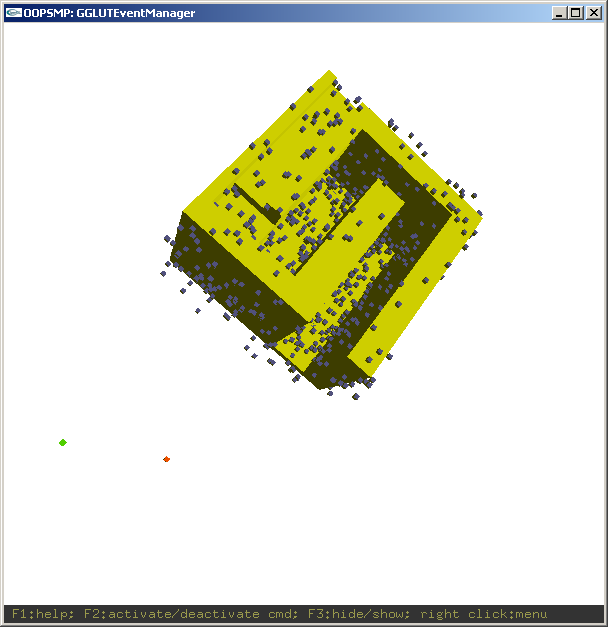 OOPSMP: GGLUTEventManager
F1:help; F2:activate/deactivate cmd; F3:hide/show; right click:menu